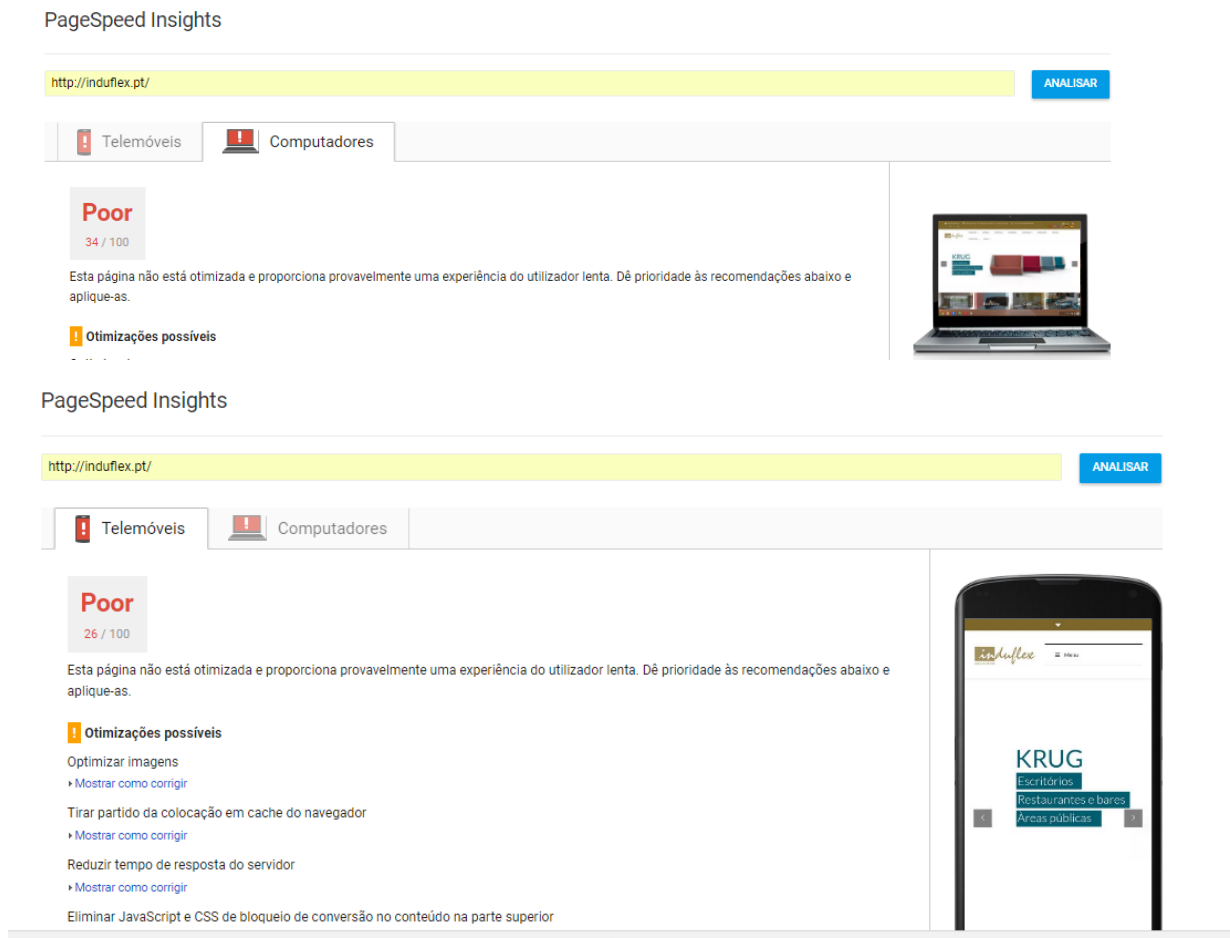 PageSpeed Insights
http://induflex.pt/
ANALISAR
Telemóveis
Computadores
Poor
34 / 100
Esta página não está otimizada e proporciona provavelmente uma experiência do utilizador lenta. Dê prioridade às recomendações abaixo e
aplique-as.
Otimizações possíveis
KRUG
PageSpeed Insights
http://induflex.pt/
ANALISAR
Telemóveis
Computadores
Poor
26 / 100
Esta página não está otimizada e proporciona provavelmente uma experiência do utilizador lenta. Dê prioridade às recomendações abaixo e
aplique-as.
Otimizações possíveis
Optimizar imagens
Mostrar como corrigir
Tirar partido da colocação em cache do navegador
Mostrar como corrigir
Reduzir tempo de resposta do servidor
Mostrar como corrigir
Eliminar JavaScript e CSS de bloqueio de conversão no conteúdo na parte superior
induflex
Menu
KRUG
Escritórios
Restaurantes e bares
Áreas públicas